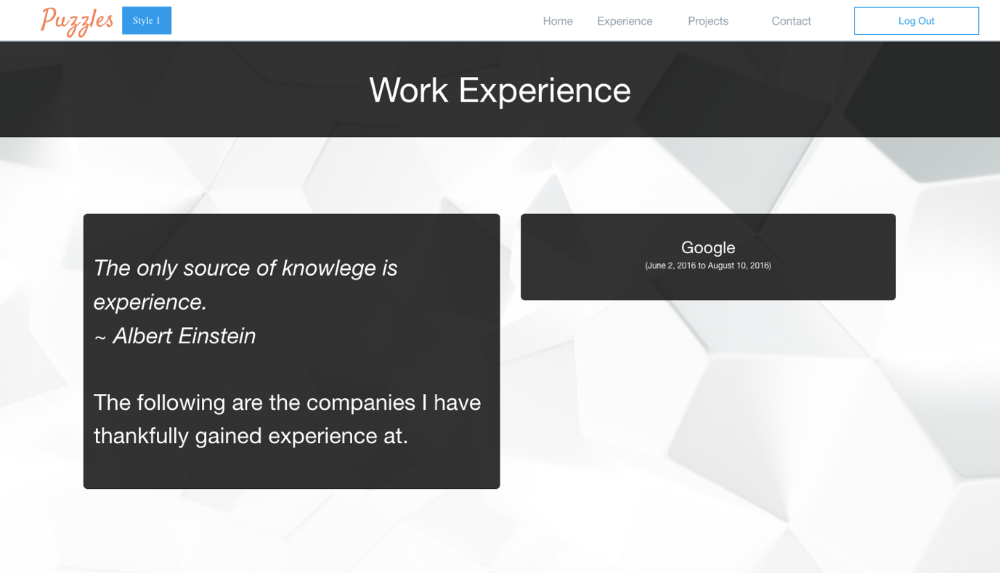 Puzzles Style 1 Home Experience Projects Contact Log Out
Work Experience
The only source of knowlege is
experience.
~ Albert Einstein
The following are the companies I have
thankfully gained experience at.
Google
(June 2, 2016 to August 10, 2016)